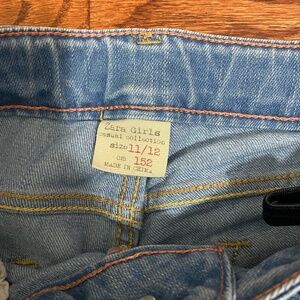 Zara Girls
casual collection
size 11/12
cm 152
MADE IN CHINA